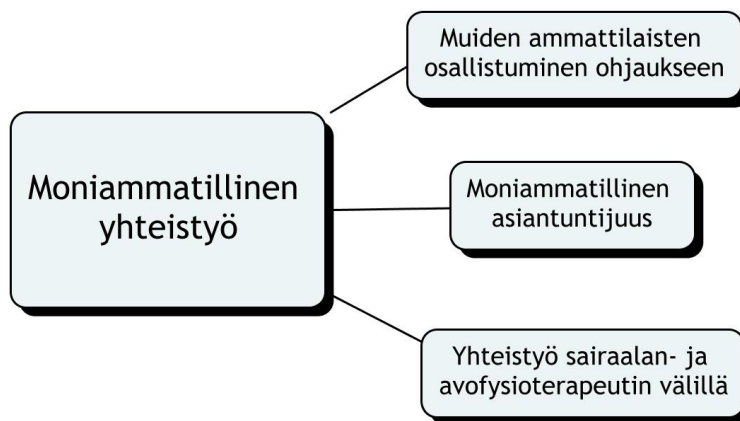 Muiden ammattilaisten
osallistuminen ohjaukseen
Moniammatillinen
yhteistyö
Moniammatillinen
asiantuntijuus
Yhteistyö sairaalan- ja
avofysioterapeutin välillä